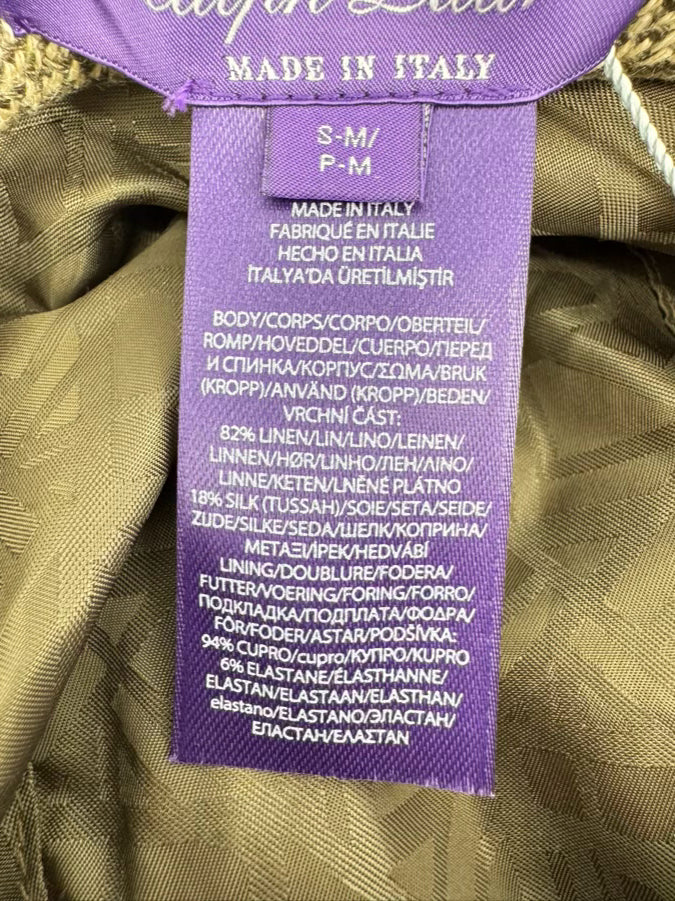 Ralph Lauren
MADE IN ITALY
S-M/
P-M
MADE IN ITALY
FABRIQUÉ EN ITALIE
HECHO EN ITALIA
İTALYA'DA ÜRETİLMİŞTİR
BODY/CORPS/CORPO/OBERTEIL/
ROMP/HOVEDDEL/CUERPO/ПЕРЕД
И СПИНКА/КОРПУС/ΣΩΜΑ/BRUK
(KROPP)/ANVÄND (KROPP)/BEDEN/
VRCHNÍ ČÁST:
82% LINEN/LIN/LINO/LEINEN/
LINNEN/HØR/LINHO/ЛЕН/ΛΙΝΟ/
LINNE/KETEN/LNĚNÉ PLÁTNO
18% SILK (TUSSAH)/SOIE/SETA/SEIDE/
ZIJDE/SILKE/SEDA/ШЕЛК/КОПРИНА/
ΜΕΤΑΞΙ/İPEK/HEDVÁBÍ
LINING/DOUBLURE/FODERA/
FUTTER/VOERING/FORING/FORRO/
ПОДКЛАДКА/ПОДПЛАТА/ΦΟΔΡΑ/
FÔR/FODER/ASTAR/PODŠÍVKA:
94% CUPRO/cupro/КУПРО/KUPRO
6% ELASTANE/ÉLASTHANNE/
ELASTAN/ELASTAAN/ELASTHAN/
elastano/ELASTANO/ЭЛАСТАН/
ЕЛАСТАН/ΕΛΑΣΤΑΝ